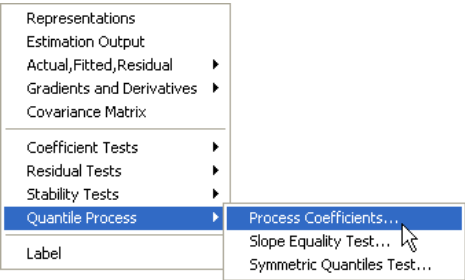 Representations
Estimation Output
Actual,Fitted,Residual
Gradients and Derivatives
Covariance Matrix
Coefficient Tests
Residual Tests
Stability Tests
Quantile Process
Label
Process Coefficients...
Slope Equality Test...
Symmetric Quantiles Test...